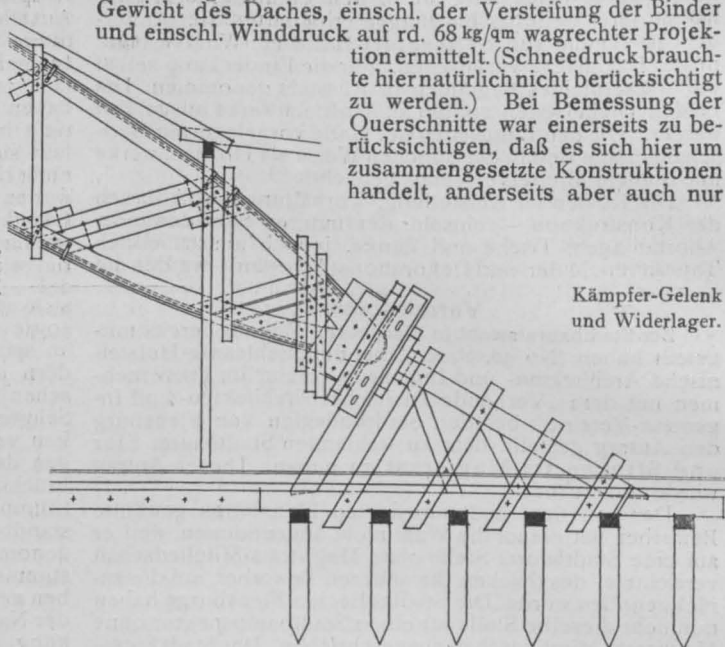 Gewicht des Daches einschl. der Versteifung der Binder
und einschl. Winddruck auf rd. 68 kg/qm wagrechter Projek-
tion ermittelt. (Schneedruck brauch-
te hier natürlich nicht berücksichtigt
zu werden.) Bei Bemessung der
Querschnitte war einerseits zu be-
rücksichtigen, daß es sich hier um
zusammengesetzte Konstruktionen
handelt, anderseits aber auch nur
Kämpfer-Gelenk
und Widerlager.